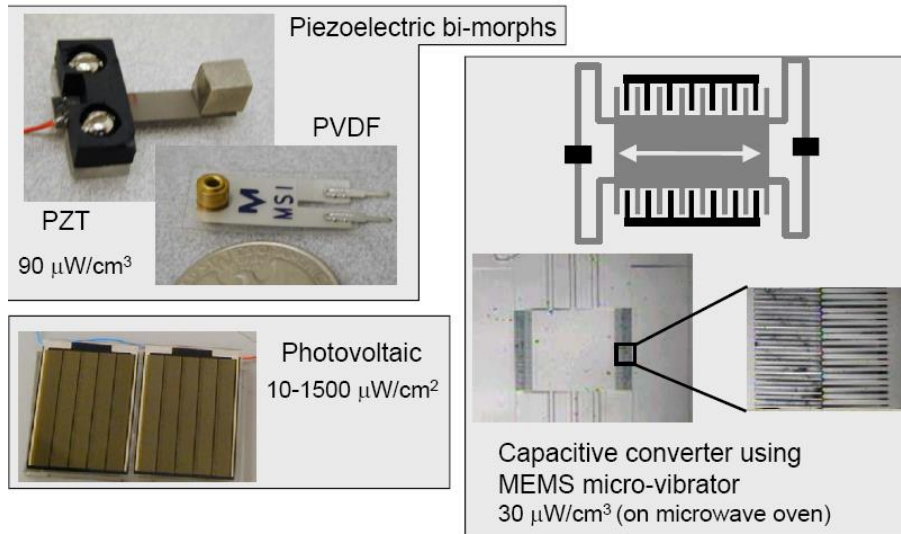 Piezoelectric bi-morphs
PVDF
M
MSI
PZT
90 μW/cm³
Photovoltaic
10-1500 μW/cm²
Capacitive converter using
MEMS micro-vibrator
30 μW/cm³ (on microwave oven)